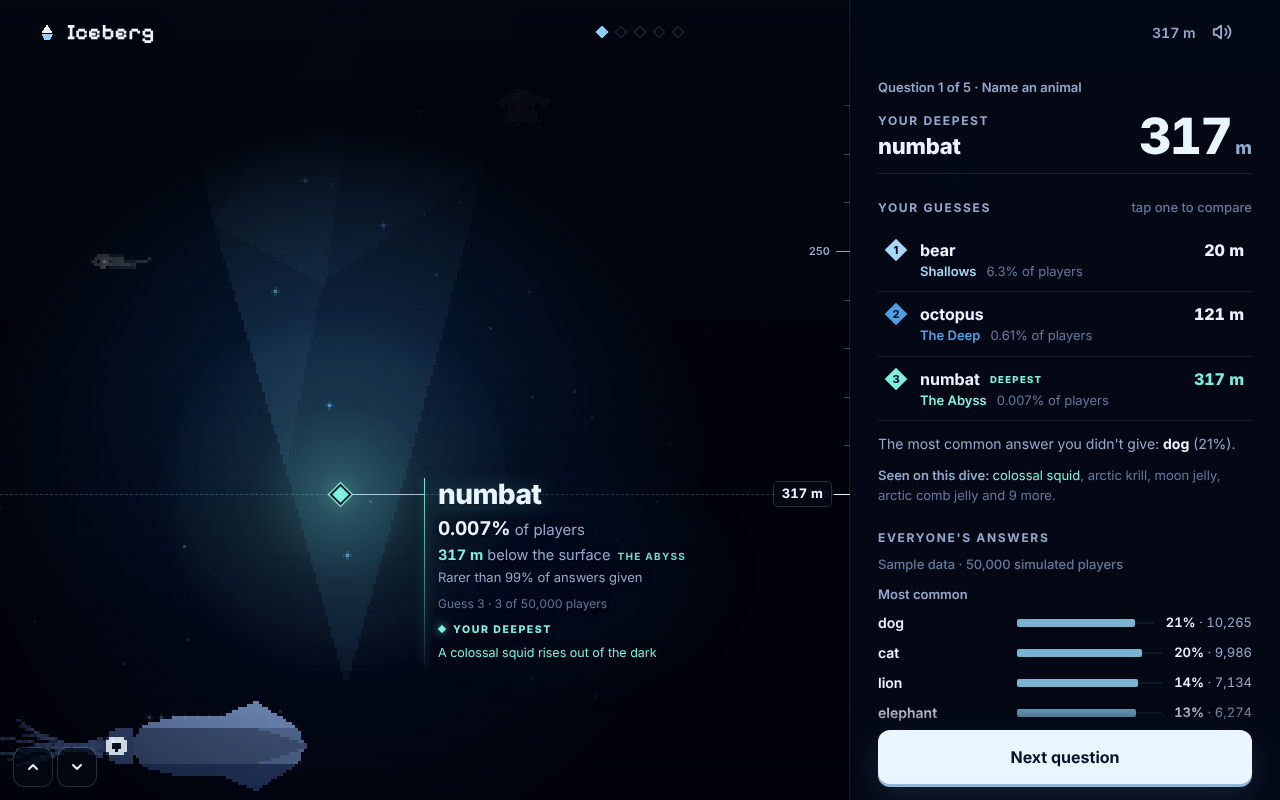 Iceberg
317 m
250
317 m
numbat
0.007% of players
317 m below the surface THE ABYSS
Rarer than 99% of answers given
Guess 3 · 3 of 50,000 players
YOUR DEEPEST
A colossal squid rises out of the dark
Question 1 of 5 · Name an animal
YOUR DEEPEST
numbat
317 m
YOUR GUESSES
tap one to compare
1 bear 20 m
Shallows 6.3% of players
2 octopus 121 m
The Deep 0.61% of players
3 numbat DEEPEST 317 m
The Abyss 0.007% of players
The most common answer you didn't give: dog (21%).
Seen on this dive: colossal squid, arctic krill, moon jelly,
arctic comb jelly and 9 more.
EVERYONE'S ANSWERS
Sample data · 50,000 simulated players
Most common
dog 21% · 10,265
cat 20% · 9,986
lion 14% · 7,134
elephant 13% · 6,274
Next question